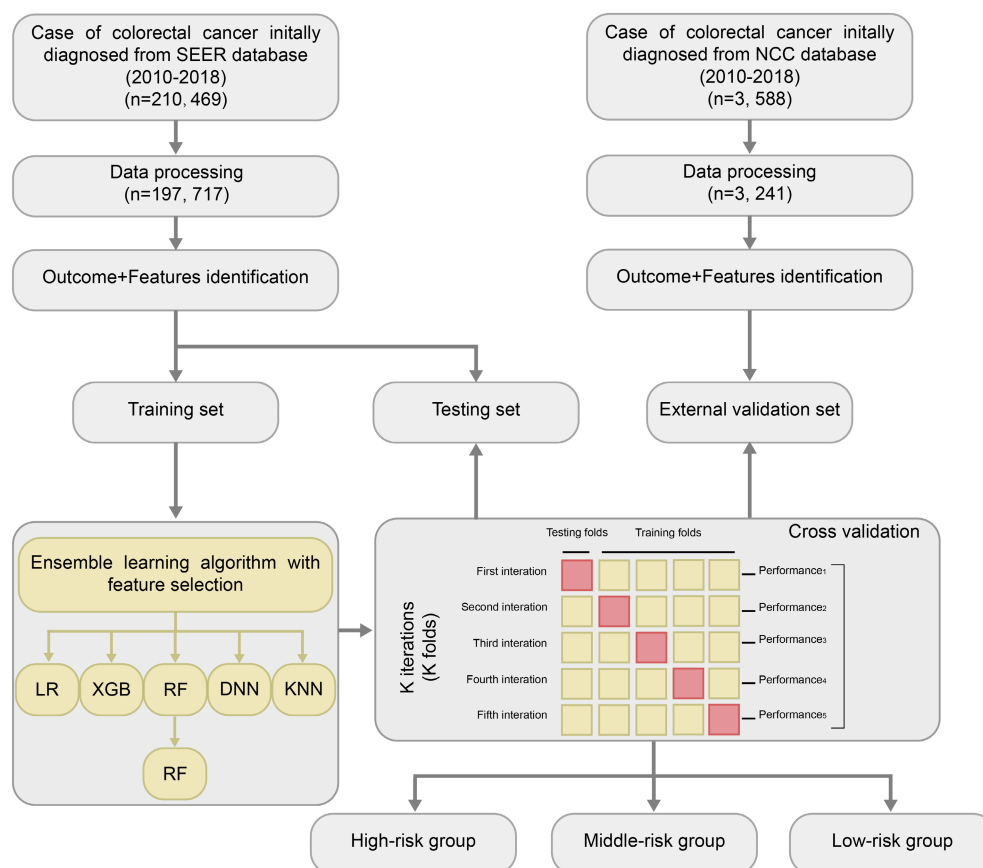 Case of colorectal cancer initally
diagnosed from SEER database
(2010-2018)
(n=210, 469)
Case of colorectal cancer initally
diagnosed from NCC database
(2010-2018)
(n=3, 588)
Data processing
(n=197, 717)
Data processing
(n=3, 241)
Outcome+Features identification
Outcome+Features identification
Training set
Testing set
External validation set
Ensemble learning algorithm with
feature selection
LR
XGB
RF
DNN
KNN
RF
Cross validation
Testing folds
Training folds
K iterations
(K folds)
First interation
Performance1
Second interation
Performance2
Third interation
Performance3
Fourth interation
Performance4
Fifth interation
Performance5
High-risk group
Middle-risk group
Low-risk group